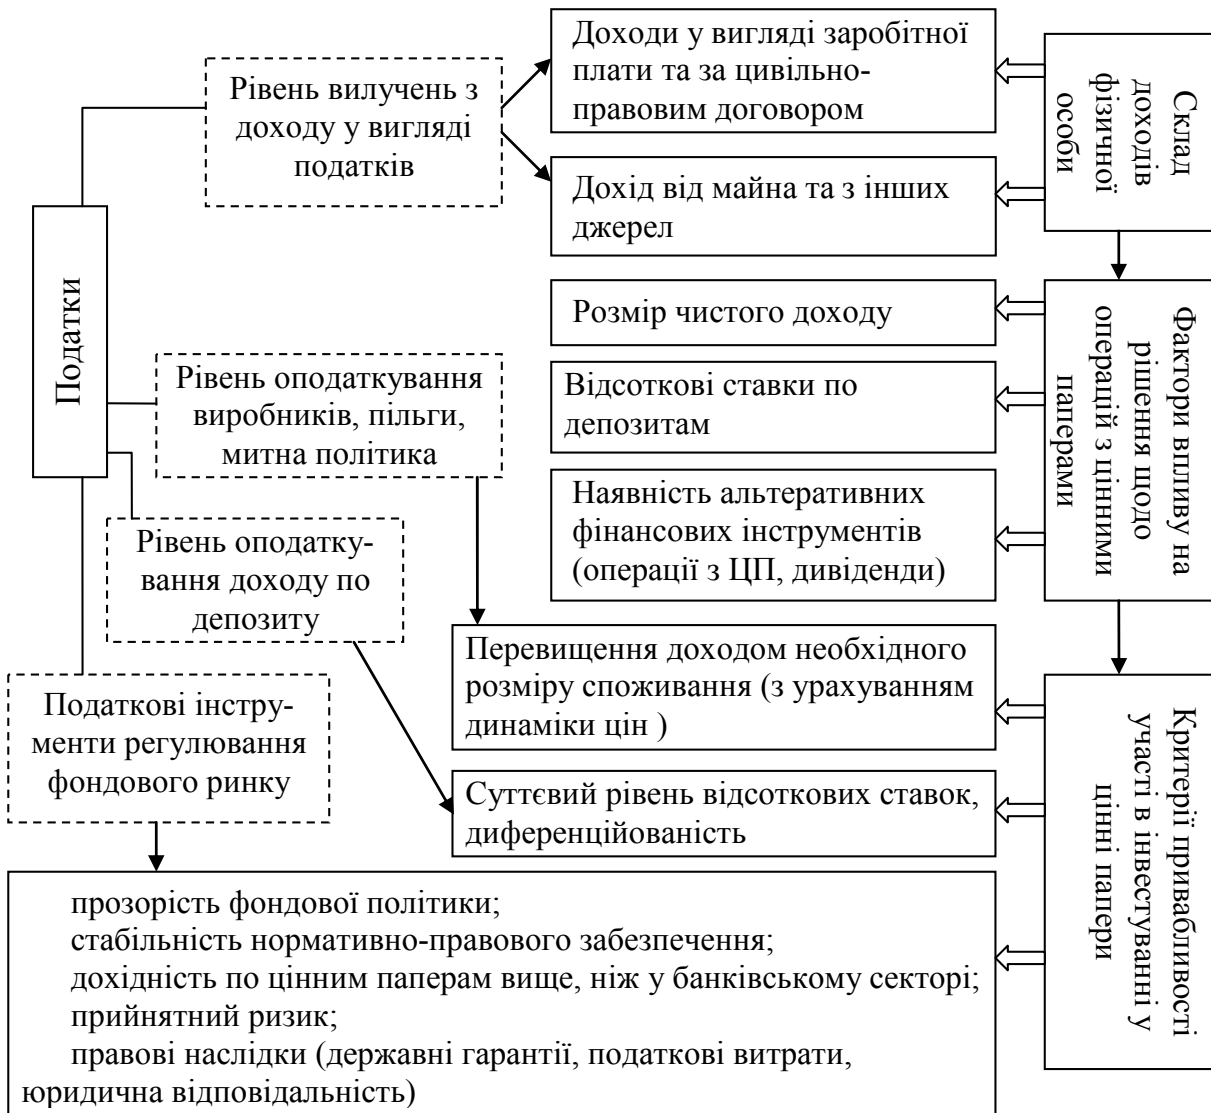 Доходи у вигляді заробітної
плати та за цивільно-
правовим договором
Склад
доходів
фізичної
особи
Рівень вилучень з
доходу у вигляді
податків
Дохід від майна та з інших
джерел
Податки
Розмір чистого доходу
Фактори впливу на
рішення щодо
операцій з цінними
паперами
Рівень оподаткування
виробників, пільги,
митна політика
Відсоткові ставки по
депозитам
Наявність альтеративних
фінансових інструментів
(операції з ЦП, дивіденди)
Рівень оподатку-
вання доходу по
депозиту
Перевищення доходом необхідного
розміру споживання (з урахуванням
динаміки цін )
Критерії привабливості
участі в інвестуванні у
цінні папери
Податкові інстру-
менти регулювання
фондового ринку
Суттєвий рівень відсоткових ставок,
диференційованість
прозорість фондової політики;
стабільність нормативно-правового забезпечення;
дохідність по цінним паперам вище, ніж у банківському секторі;
прийнятний ризик;
правові наслідки (державні гарантії, податкові витрати,
юридична відповідальність)